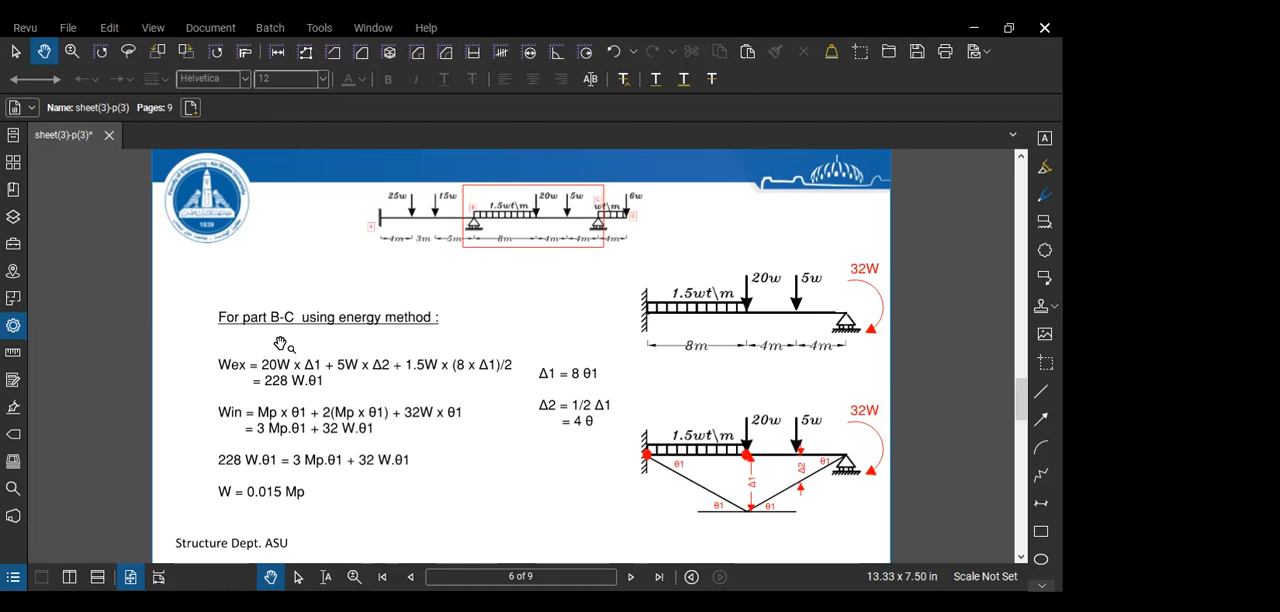 Revu File Edit View Document Batch Tools Window Help
Helvetica 12
Name: sheet(3)-p(3) Pages: 9
sheet(3)-p(3)*
1839
25w 15w 20w 5w 6w
B 1.5wt\m C wt\m
A D
4m 3m 5m 8m 4m 4m 4m
32W
20w 5w
1.5wt\m
8m 4m 4m
For part B-C using energy method :
Wex = 20W x Δ1 + 5W x Δ2 + 1.5W x (8 x Δ1)/2
= 228 W.θ1
Win = Mp x θ1 + 2(Mp x θ1) + 32W x θ1
= 3 Mp.θ1 + 32 W.θ1
228 W.θ1 = 3 Mp.θ1 + 32 W.θ1
W = 0.015 Mp
Δ1 = 8 θ1
Δ2 = 1/2 Δ1
= 4 θ
32W
20w 5w
1.5wt\m
θ1 Δ1 Δ2 θ1
θ1 θ1
Structure Dept. ASU
6 of 9
13.33 x 7.50 in Scale Not Set